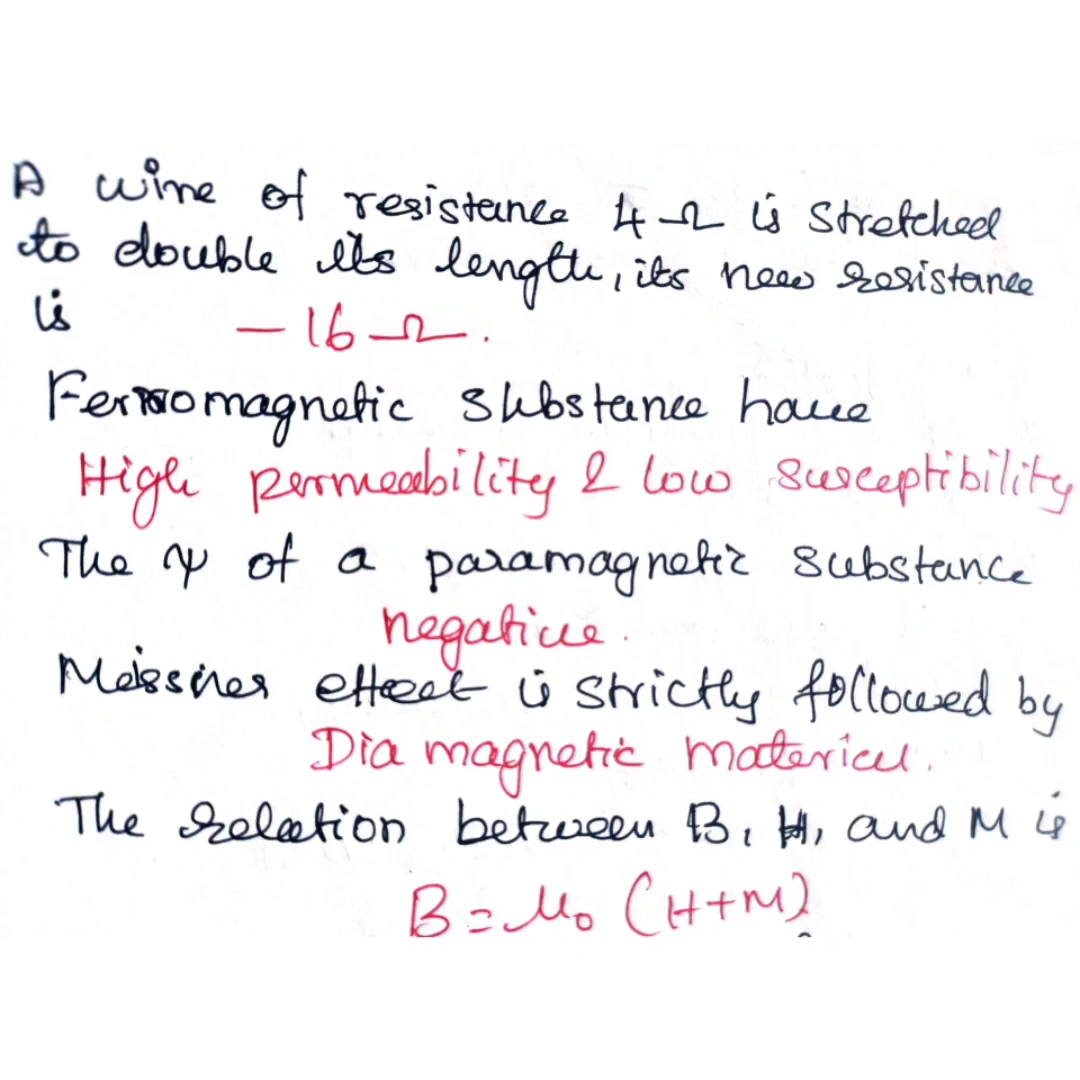 A wire of resistance 4 Ω is stretched
to double its length, its new resistance
is
– 16 Ω.
Ferromagnetic substance have
High permeability & low susceptibility
The ψ of a paramagnetic substance
negative.
Meissnes effect is strictly followed by
Dia magnetic material.
The relation between B, H, and M is
B = μ₀ (H+M)